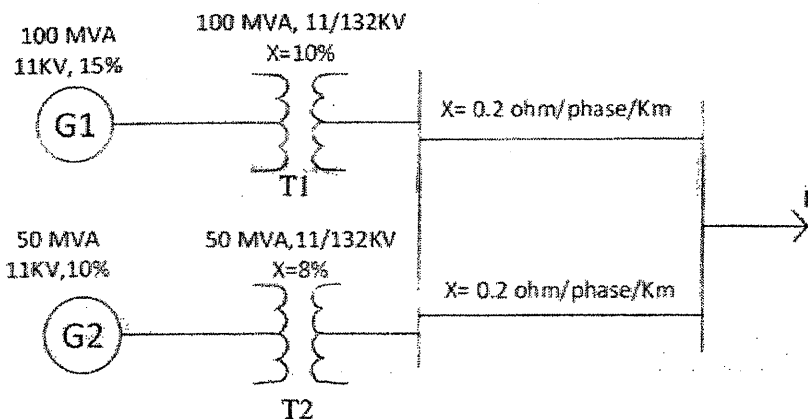 100 MVA
11KV, 15%
G1
100 MVA, 11/132KV
X=10%
T1
X= 0.2 ohm/phase/Km
50 MVA
11KV,10%
G2
50 MVA,11/132KV
X=8%
T2
X= 0.2 ohm/phase/Km